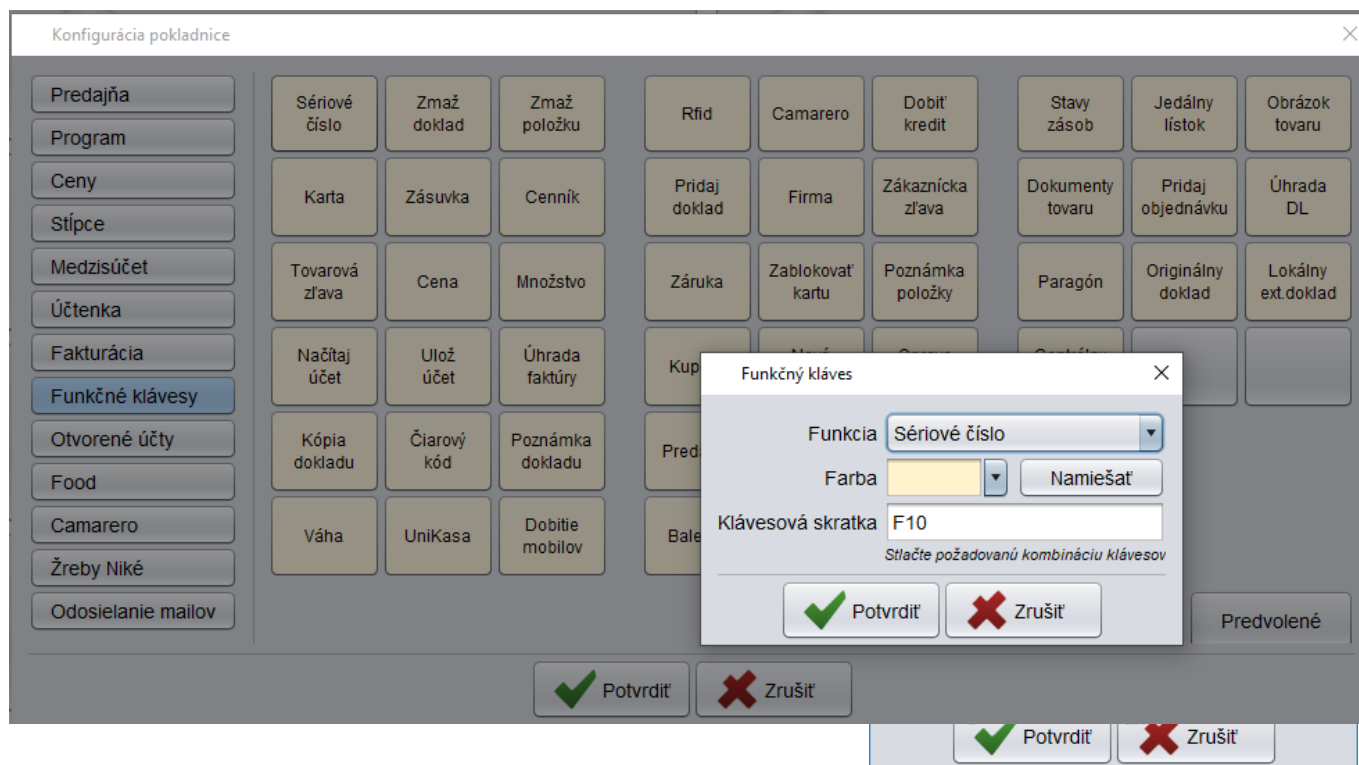 Konfigurácia pokladnice
Predajňa
Program
Ceny
Stĺpce
Medzisúčet
Účtenka
Fakturácia
Funkčné klávesy
Otvorené účty
Food
Camarero
Žreby Niké
Odosielanie mailov
Sériové
číslo
Zmaž
doklad
Zmaž
položku
Rfid
Camarero
Dobiť
kredit
Stavy
zásob
Jedálny
lístok
Obrázok
tovaru
Karta
Zásuvka
Cenník
Pridaj
doklad
Firma
Zákaznícka
zľava
Dokumenty
tovaru
Pridaj
objednávku
Úhrada
DL
Tovarová
zľava
Cena
Množstvo
Záruka
Zablokovať
kartu
Poznámka
položky
Paragón
Originálny
doklad
Lokálny
ext.doklad
Načítaj
účet
Ulož
účet
Úhrada
faktúry
Kup
Kópia
dokladu
Čiarový
kód
Poznámka
dokladu
Pred
Váha
UniKasa
Dobitie
mobilov
Bale
Funkčný kláves
Funkcia Sériové číslo
Farba Namiešať
Klávesová skratka F10
Stlačte požadovanú kombináciu klávesov
Potvrdiť Zrušiť
Predvolené
Potvrdiť Zrušiť
Potvrdiť Zrušiť